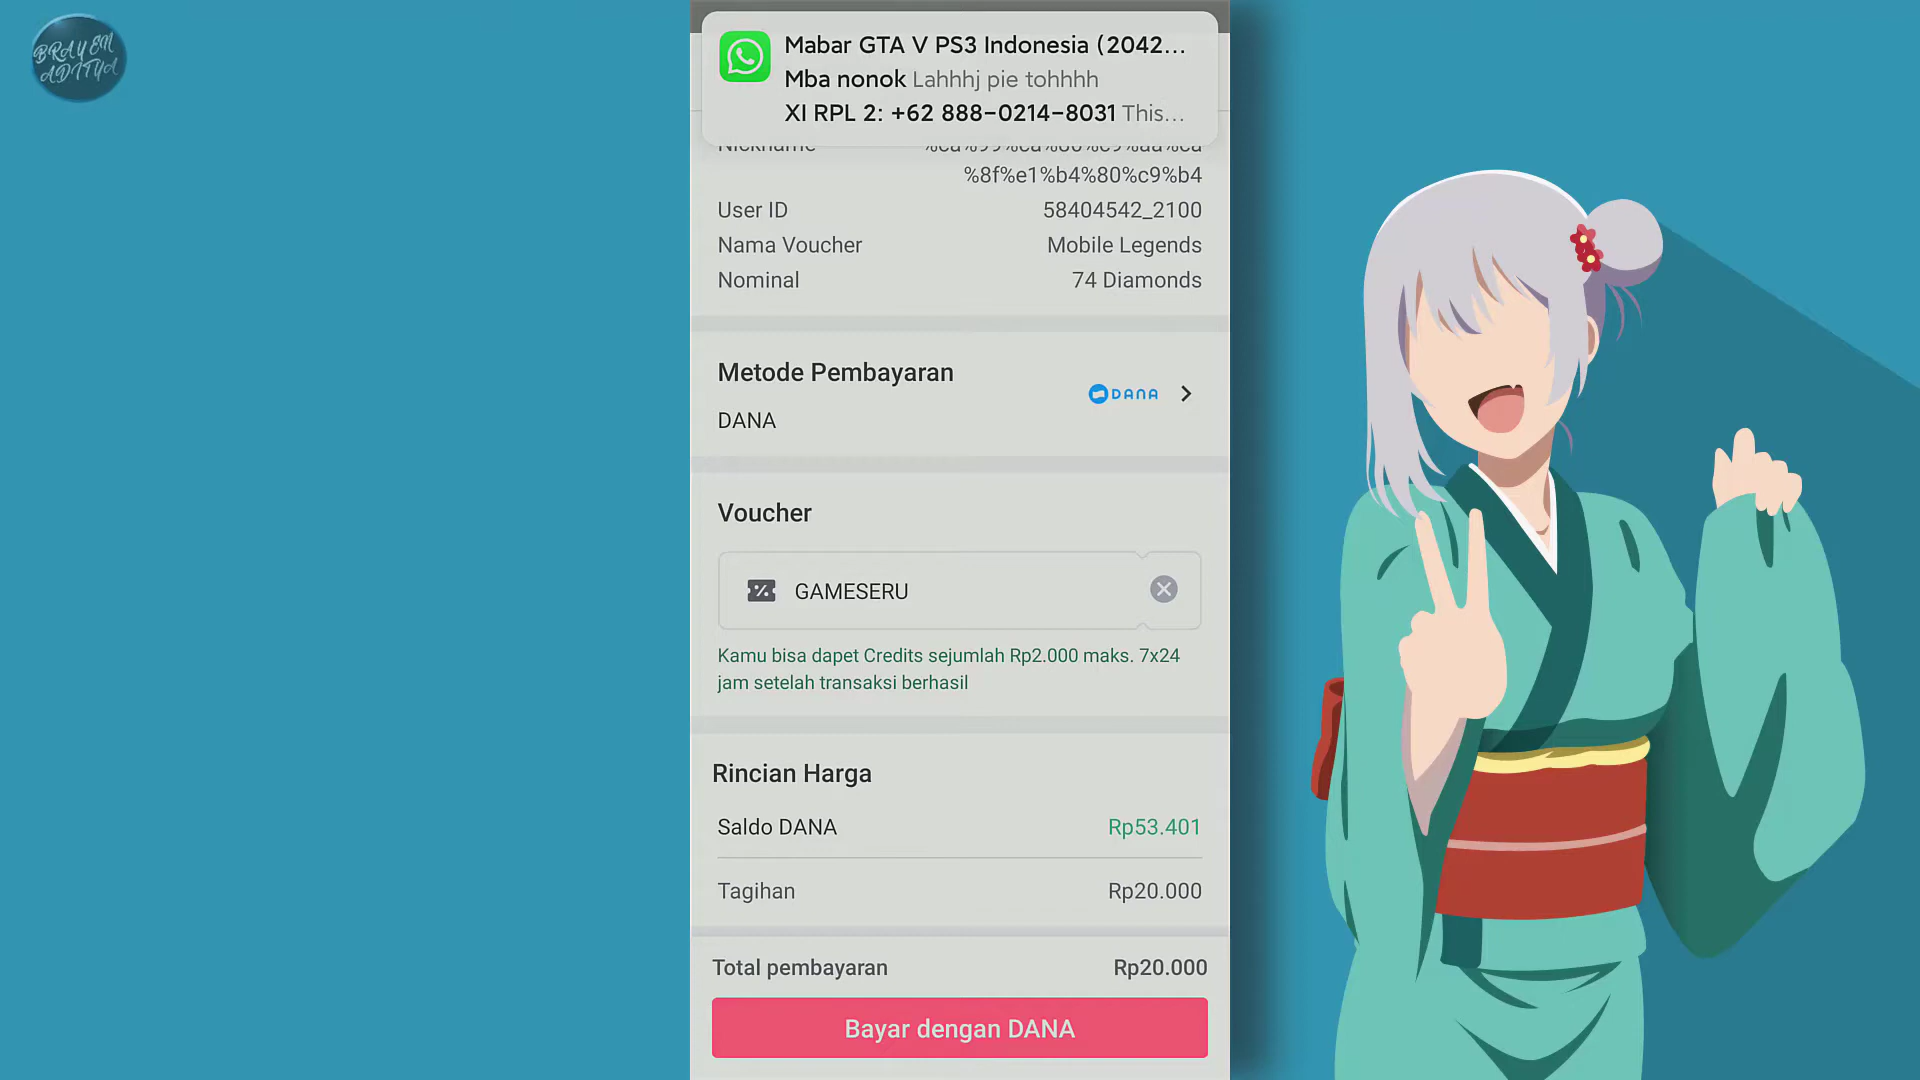 BRAYEN
ADITYA
Mabar GTA V PS3 Indonesia (2042...
Mba nonok Lahhhj pie tohhhh
XI RPL 2: +62 888-0214-8031 This...
Nickname
%8f%e1%b4%80%c9%b4
User ID 58404542_2100
Nama Voucher Mobile Legends
Nominal 74 Diamonds
Metode Pembayaran
DANA
DANA
Voucher
GAMESERU
Kamu bisa dapet Credits sejumlah Rp2.000 maks. 7x24
jam setelah transaksi berhasil
Rincian Harga
Saldo DANA Rp53.401
Tagihan Rp20.000
Total pembayaran Rp20.000
Bayar dengan DANA